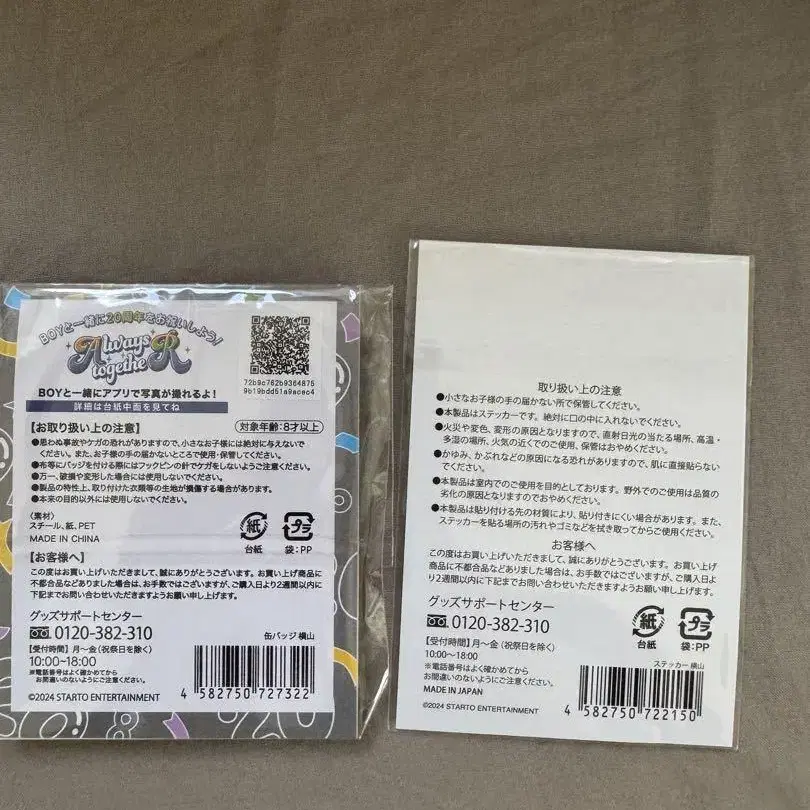 BOYと一緒に20周年をお祝いしよう!
Always
togetheR
72b9c762b9364875
9b19bdd51a9acec4
BOYと一緒にアプリで写真が撮れるよ!
詳細は台紙中面を見てね
【お取り扱い上の注意】
対象年齢:8才以上
●思わぬ事故やケガの恐れがありますので、小さなお子様には絶対に与えないで
ください。また、お子様の手の届かないところで使用・保管してください。
●布等にバッジを付ける際にはフックピンの針でケガをしないようご注意ください。
●万一、破損や変形した場合には使用しないでください。
●製品の特性上、取り付けた衣類等の生地が損傷する場合があります。
●本来の目的以外には使用しないでください。
〈素材〉
スチール、紙、PET
MADE IN CHINA
紙
台紙
プラ
袋:PP
【お客様へ】
この度はお買い上げいただきまして、誠にありがとうございます。お買い上げ商品に
不都合品などありました場合は、お手数ではございますが、ご購入日より2週間以内に
下記までお問い合わせいただきますようお願い申し上げます。
グッズサポートセンター
0120-382-310
【受付時間】月〜金(祝祭日を除く)
10:00〜18:00
※電話番号はよく確かめてから
お間違いのないようにご注意ください。
©2024 STARTO ENTERTAINMENT
缶バッジ 横山
4 582750 727322
取り扱い上の注意
●小さなお子様の手の届かない所で保管してください。
●本製品はステッカーです。絶対に口の中に入れないでください。
●火災や変色、変形の原因となりますので、直射日光の当たる場所、高温・
多湿の場所、火気の近くでのご使用、保管はおやめください。
●かゆみ、かぶれなどの原因になる恐れがありますので、肌に直接貼らない
でください。
●本製品は室内でのご使用を目的としております。野外でのご使用は品質の
劣化の原因となりますのでおやめください。
●本製品は貼り付ける先の材質により、貼り付きにくい場合があります。また、
ステッカーを貼る場所の汚れやゴミなどを拭き取ってからご使用ください。
お客様へ
この度はお買い上げいただきまして、誠にありがとうございます。お買い上げ
商品に不都合品などありました場合は、お手数ではございますが、ご購入日よ
り2週間以内に下記までお問い合わせいただきますようお願い申し上げます。
グッズサポートセンター
0120-382-310
【受付時間】月〜金(祝祭日を除く)
10:00〜18:00
※電話番号はよく確かめてから
お間違いのないようにご注意ください。
MADE IN JAPAN
©2024 STARTO ENTERTAINMENT
紙
台紙
プラ
袋:PP
ステッカー 横山
4 582750 722150